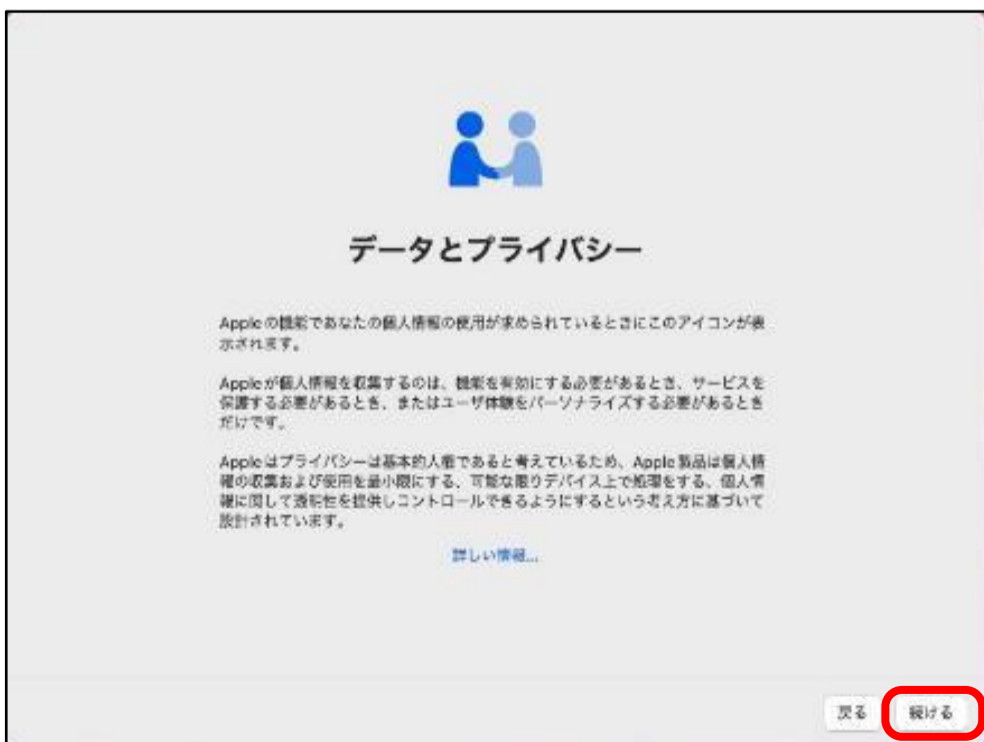 データとプライバシー
Appleの機能であなたの個人情報の使用が求められているときにこのアイコンが表
示されます。
Appleが個人情報を収集するのは、機能を有効にする必要があるとき、サービスを
保護する必要があるとき、またはユーザ体験をパーソナライズする必要があるとき
だけです。
Appleはプライバシーは基本的人権であると考えているため、Apple製品は個人情
報の収集および使用を最小限にする、可能な限りデバイス上で処理をする、個人情
報に関して透明性を提供しコントロールできるようにするという考え方に基づいて
設計されています。
詳しい情報...
戻る 続ける